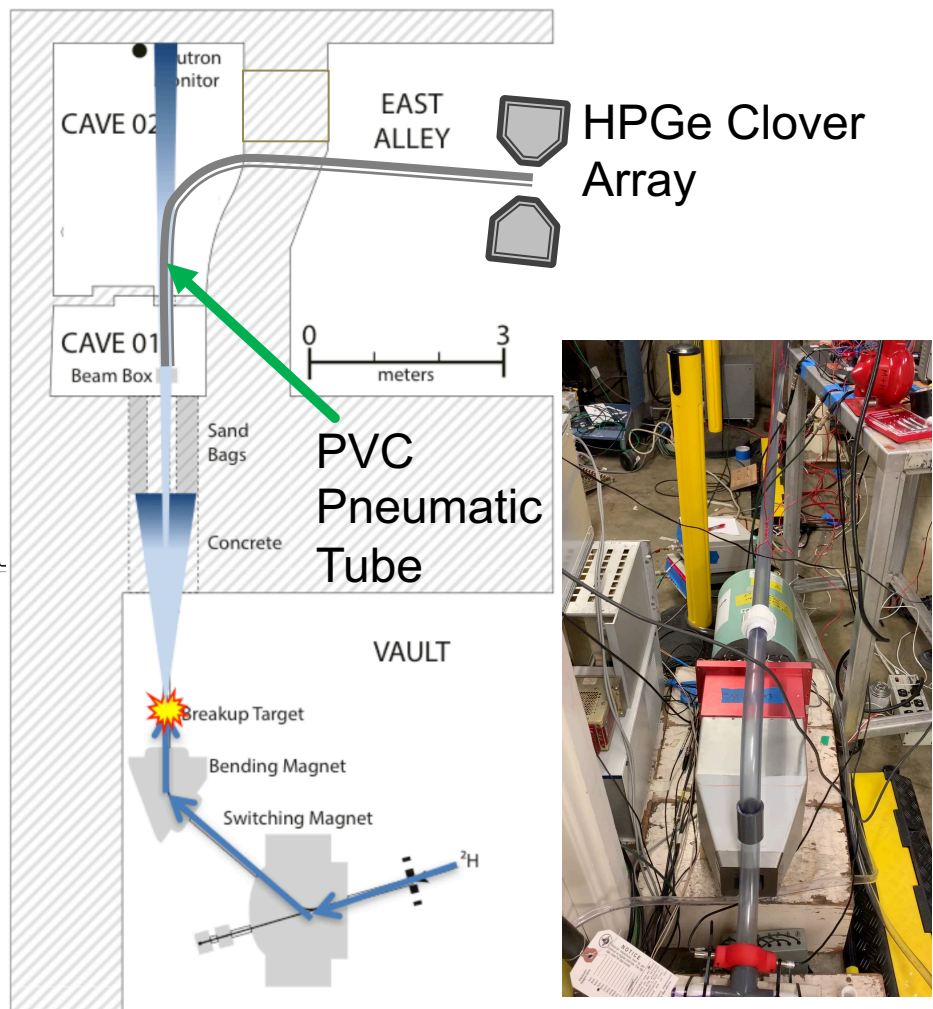 utron
onitor
CAVE 02
EAST
ALLEY
HPGe Clover
Array
CAVE 01
Beam Box
0
3
meters
Sand
Bags
PVC
Pneumatic
Tube
Concrete
VAULT
Breakup Target
Bending Magnet
Switching Magnet
²H
NOTICE